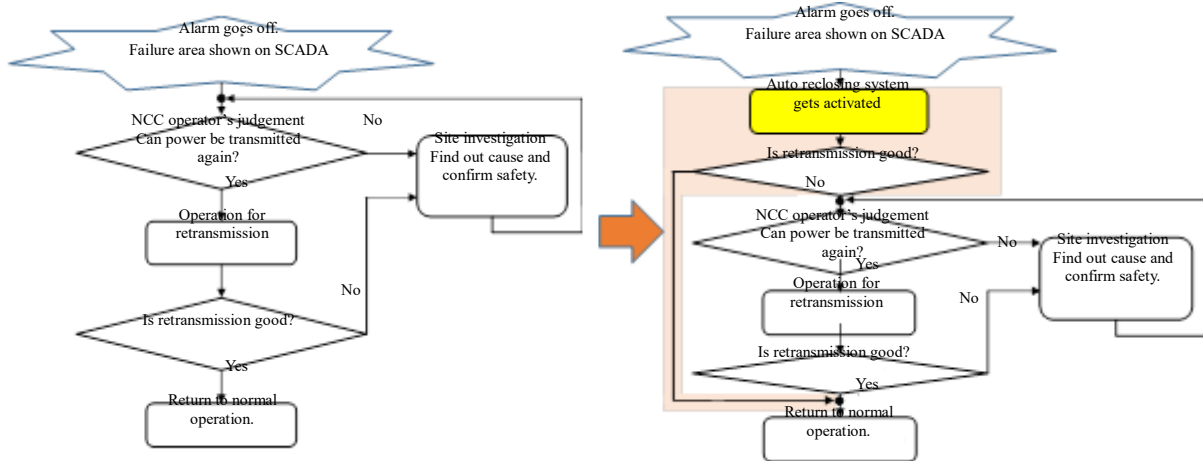 Alarm goes off.
Failure area shown on SCADA
NCC operator's judgement
Can power be transmitted
again?
No
Site investigation
Find out cause and
confirm safety.
Yes
Operation for
retransmission
No
Is retransmission good?
Yes
Return to normal
operation.
Alarm goes off.
Failure area shown on SCADA
Auto reclosing system
gets activated
Is retransmission good?
No
NCC operator's judgement
Can power be transmitted
again?
No
Site investigation
Find out cause and
confirm safety.
Yes
Operation for
retransmission
No
Is retransmission good?
Yes
Return to normal
operation.